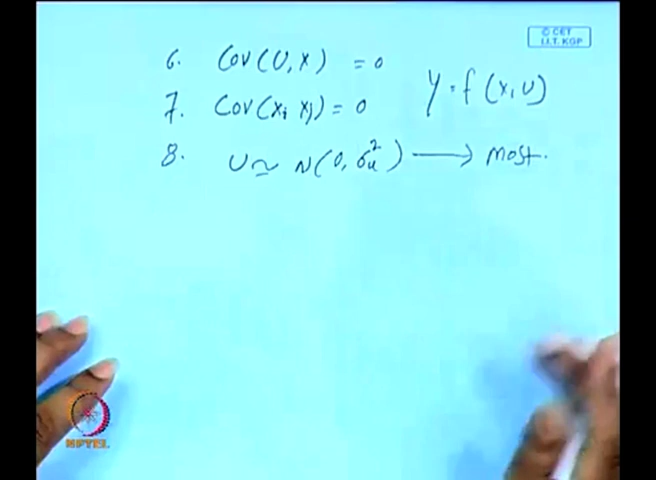 © CET
I.I.T. KGP
6. Cov(U, X) = 0
y = f(X, U)
7. Cov(Xi Xj) = 0
8. U ≃ N(0, σu²) → most.
NPTEL